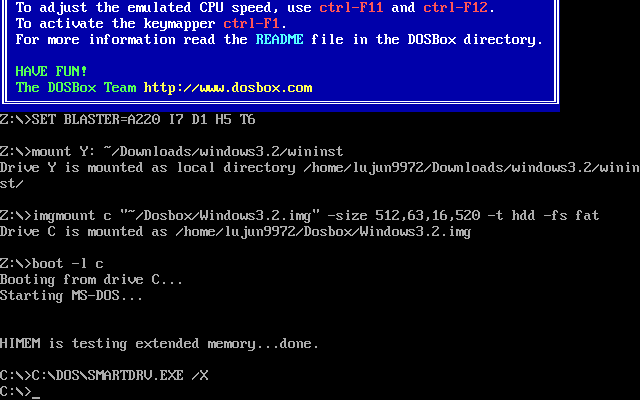 To adjust the emulated CPU speed, use ctrl-F11 and ctrl-F12.
To activate the keymapper ctrl-F1.
For more information read the README file in the DOSBox directory.
HAVE FUN!
The DOSBox Team http://www.dosbox.com
Z:\>SET BLASTER=A220 I7 D1 H5 T6
Z:\>mount Y: ~/Downloads/windows3.2/wininst
Drive Y is mounted as local directory /home/lujun9972/Downloads/windows3.2/winin
st/
Z:\>imgmount c "~/Dosbox/Windows3.2.img" -size 512,63,16,520 -t hdd -fs fat
Drive C is mounted as /home/lujun9972/Dosbox/Windows3.2.img
Z:\>boot -l c
Booting from drive C...
Starting MS-DOS...
HIMEM is testing extended memory...done.
C:\>C:\DOS\SMARTDRV.EXE /X
C:\>_